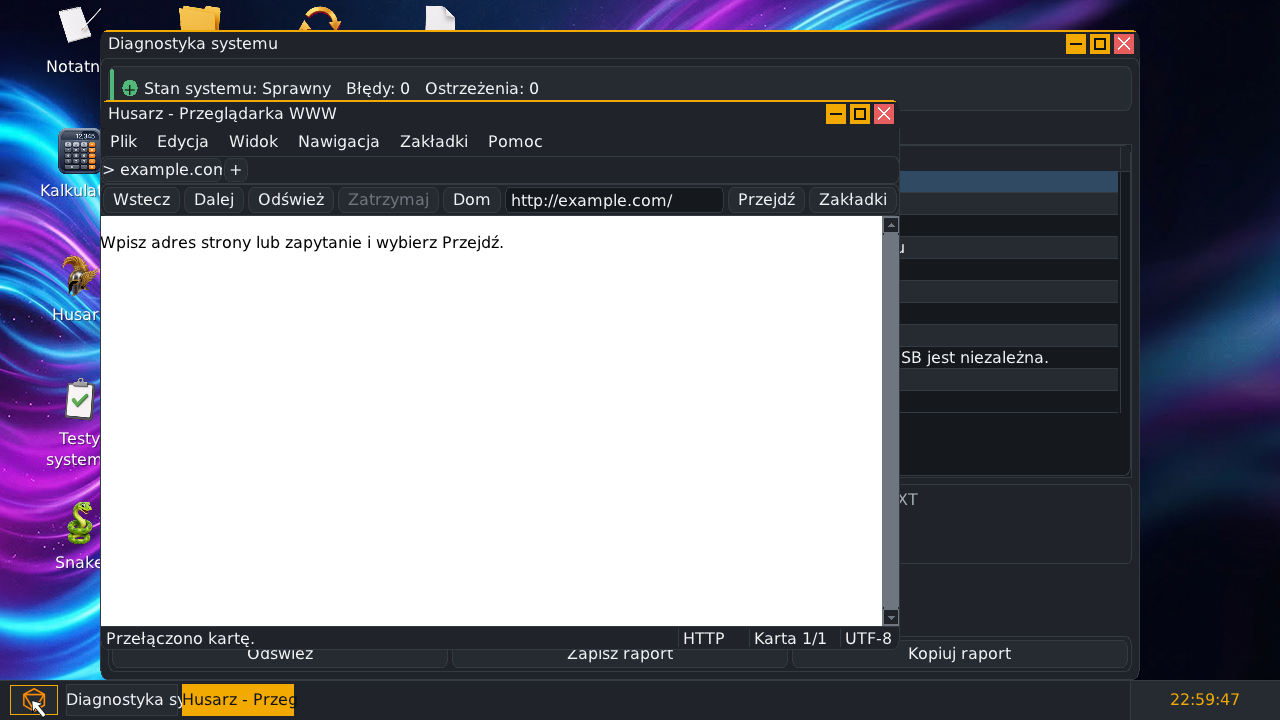 Notatn
Diagnostyka systemu
Stan systemu: Sprawny Błędy: 0 Ostrzeżenia: 0
Husarz - Przeglądarka WWW
Plik Edycja Widok Nawigacja Zakładki Pomoc
> example.com +
Wstecz Dalej Odśwież Zatrzymaj Dom http://example.com/ Przejdź Zakładki
Wpisz adres strony lub zapytanie i wybierz Przejdź.
12,345
Kalkula
u
Husar
SB jest niezależna.
Testy
system
XT
Snake
Przełączono kartę. HTTP Karta 1/1 UTF-8
Odśwież Zapisz raport Kopiuj raport
Diagnostyka sy Husarz - Przeg 22:59:47